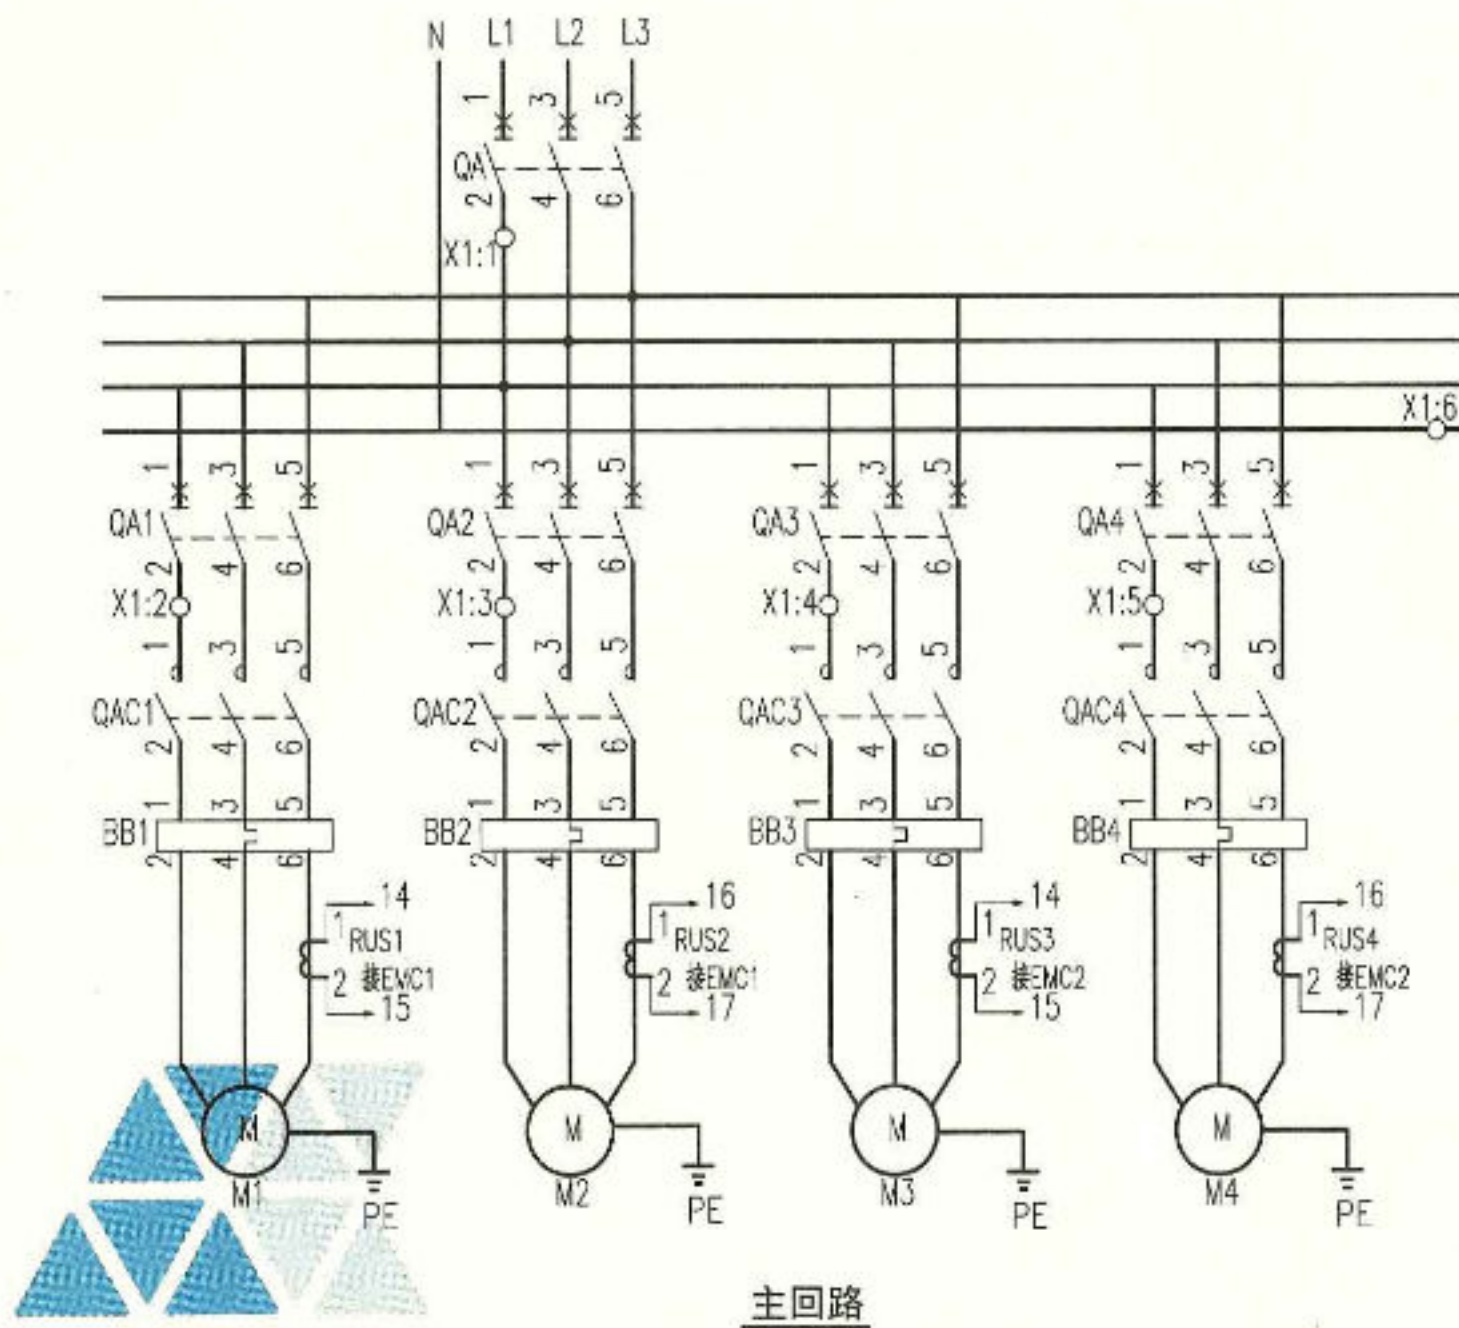 N L1 L2 L3
1 3 5
QA
2 4 6
X1:1
X1:6
1 3 5 1 3 5 1 3 5 1 3 5
QA1 QA2 QA3 QA4
2 4 6 2 4 6 2 4 6 2 4 6
X1:2 X1:3 X1:4 X1:5
1 3 5 1 3 5 1 3 5 1 3 5
QAC1 QAC2 QAC3 QAC4
2 4 6 2 4 6 2 4 6 2 4 6
1 3 5 1 3 5 1 3 5 1 3 5
BB1 BB2 BB3 BB4
2 4 6 2 4 6 2 4 6 2 4 6
14 16 14 16
1 RUS1 1 RUS2 1 RUS3 1 RUS4
2 接EMC1 2 接EMC1 2 接EMC2 2 接EMC2
15 17 15 17
M M M M
M1 M2 M3 M4
PE PE PE PE
主回路